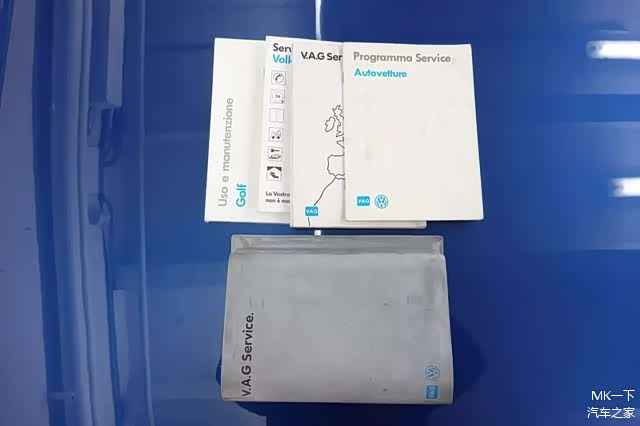 Uso e manutenzione
Golf
Serv
Volk
La Vostra
non è ma
V.A.G Ser
V.A.G
Programma Service
Autovetture
V.A.G
V.A.G Service.
V.A.G
MK一下
汽车之家